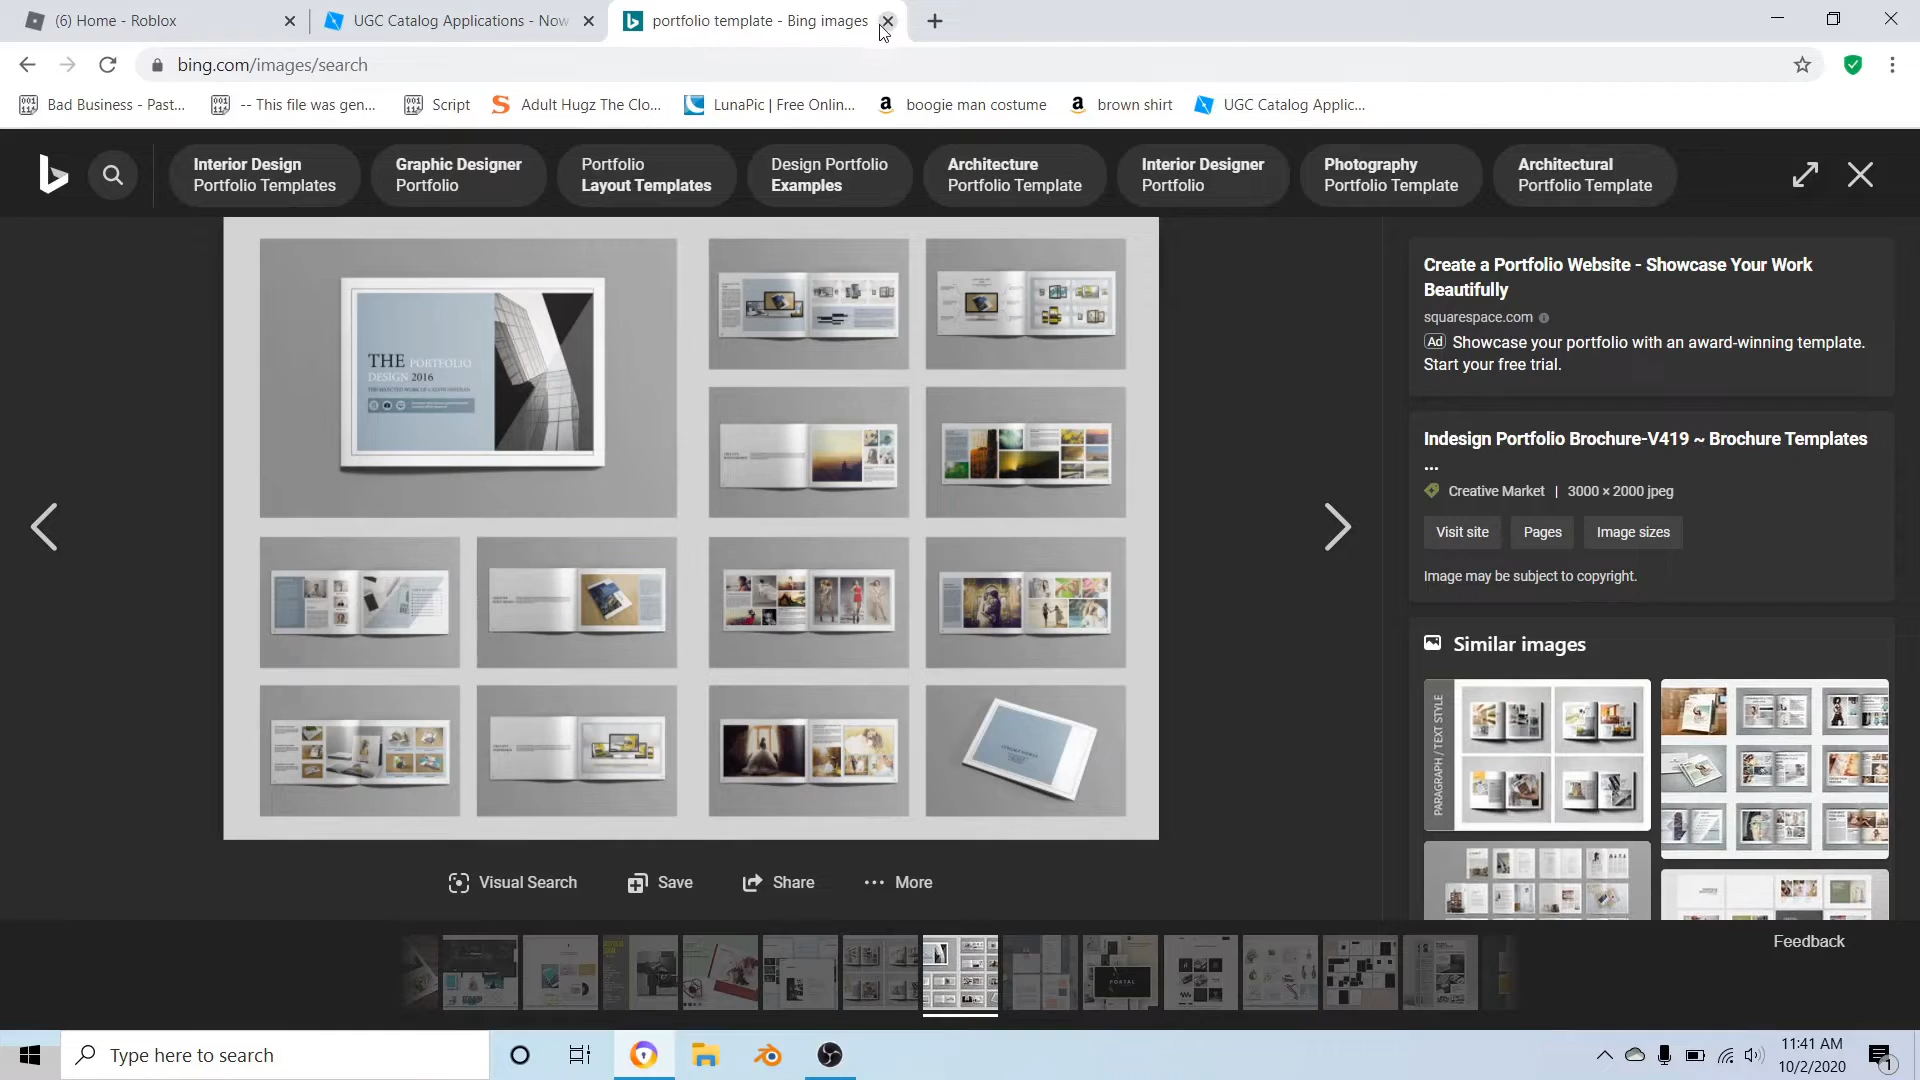 (6) Home - Roblox
UGC Catalog Applications - Now
portfolio template - Bing images
bing.com/images/search
Bad Business - Past...
-- This file was gen...
Script
Adult Hugz The Clo...
LunaPic | Free Onlin...
boogie man costume
brown shirt
UGC Catalog Applic...
Interior Design
Portfolio Templates
Graphic Designer
Portfolio
Portfolio
Layout Templates
Design Portfolio
Examples
Architecture
Portfolio Template
Interior Designer
Portfolio
Photography
Portfolio Template
Architectural
Portfolio Template
THE PORTFOLIO
DESIGN 2016
Create a Portfolio Website - Showcase Your Work
Beautifully
squarespace.com
Ad Showcase your portfolio with an award-winning template.
Start your free trial.
Indesign Portfolio Brochure-V419 ~ Brochure Templates
...
Creative Market | 3000 × 2000 jpeg
Visit site
Pages
Image sizes
Image may be subject to copyright.
Similar images
PARAGRAPH / TEXT STYLE
Visual Search
Save
Share
More
PORTAL
Feedback
Type here to search
11:41 AM
10/2/2020
1